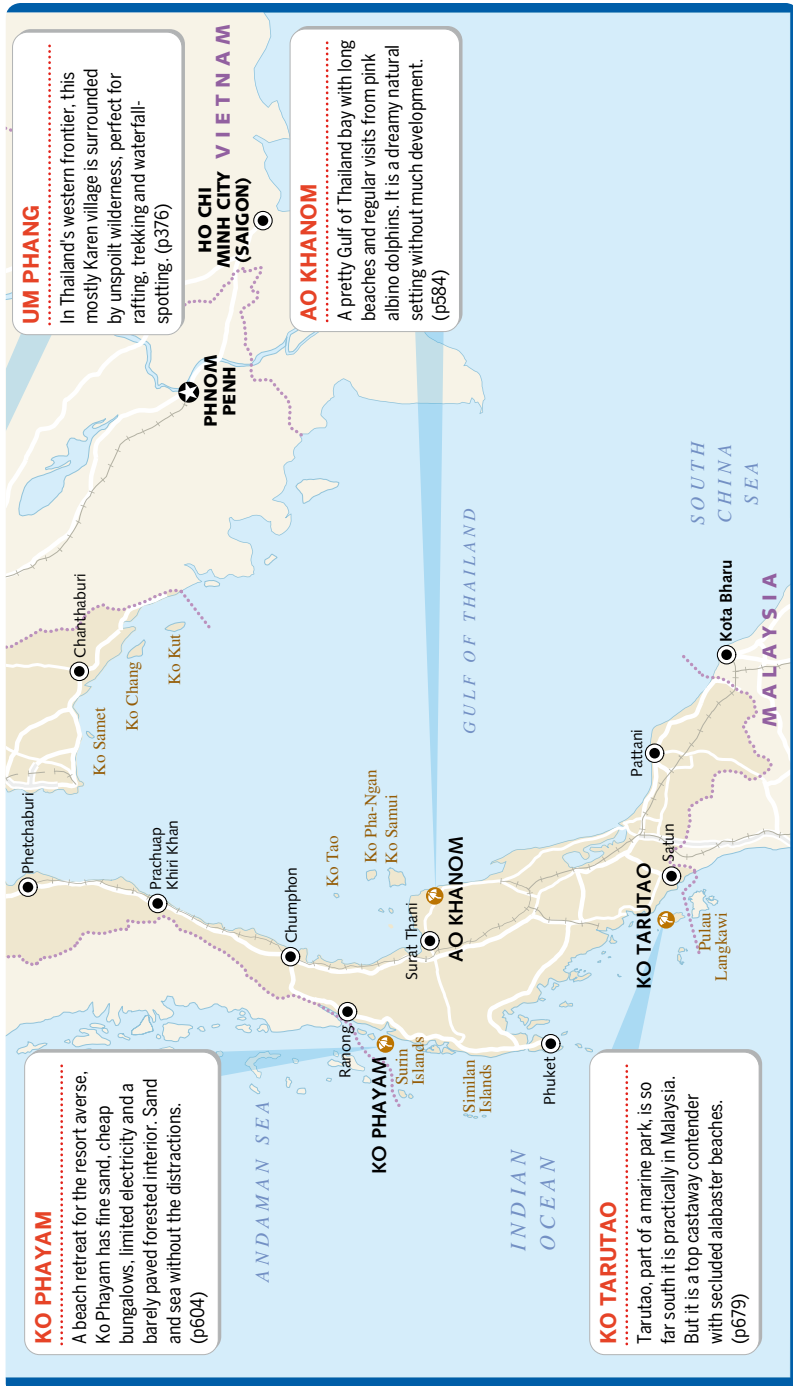 KO PHAYAM
A beach retreat for the resort averse,
Ko Phayam has fine sand, cheap
bungalows, limited electricity and a
barely paved forested interior. Sand
and sea without the distractions.
(p604)
UM PHANG
In Thailand's western frontier, this
mostly Karen village is surrounded
by unspoilt wilderness, perfect for
rafting, trekking and waterfall-
spotting. (p376)
AO KHANOM
A pretty Gulf of Thailand bay with long
beaches and regular visits from pink
albino dolphins. It is a dreamy natural
setting without much development.
(p584)
KO TARUTAO
Tarutao, part of a marine park, is so
far south it is practically in Malaysia.
But it is a top castaway contender
with secluded alabaster beaches.
(p679)
Phetchaburi
Chanthaburi
Ko Samet
Ko Chang
Ko Kut
Prachuap
Khiri Khan
PHNOM
PENH
HO CHI
MINH CITY
(SAIGON)
VIETNAM
Chumphon
Ko Tao
Ranong
Ko Pha-Ngan
Ko Samui
KO PHAYAM
Surin
Islands
Surat Thani
AO KHANOM
GULF OF THAILAND
ANDAMAN SEA
Similan
Islands
Phuket
INDIAN
OCEAN
KO TARUTAO
Satun
Pattani
Pulau
Langkawi
Kota Bharu
MALAYSIA
SOUTH
CHINA
SEA